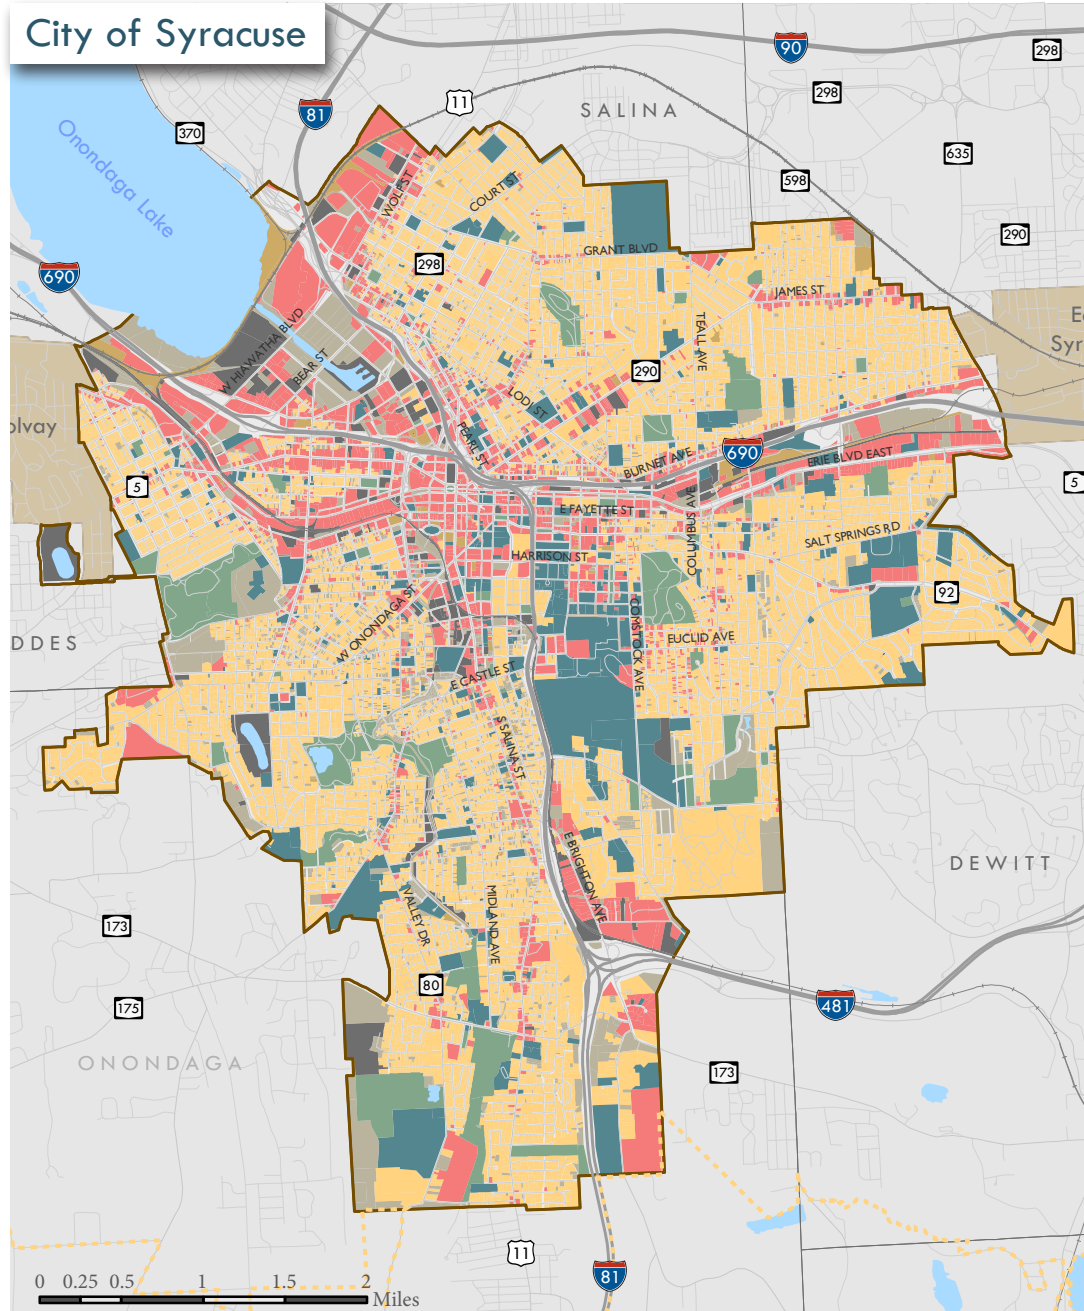 City of Syracuse
90
298
11
SALINA
298
81
370
635
598
Onondaga Lake
WOLF ST
COURT ST
290
GRANT BLVD
298
690
JAMES ST
W HIAWATHA BLVD
TEALL AVE
BEAR ST
290
LODI ST
PEARL ST
BURNET AVE
690
ERIE BLVD EAST
5
5
E FAYETTE ST
COLUMBUS AVE
SALT SPRINGS RD
HARRISON ST
92
W ONONDAGA ST
COMSTOCK AVE
EUCLID AVE
DDES
E CASTLE ST
S SALINA ST
E BRIGHTON AVE
DEWITT
VALLEY DR
MIDLAND AVE
173
80
175
481
ONONDAGA
173
11
81
0 0.25 0.5 1 1.5 2
Miles